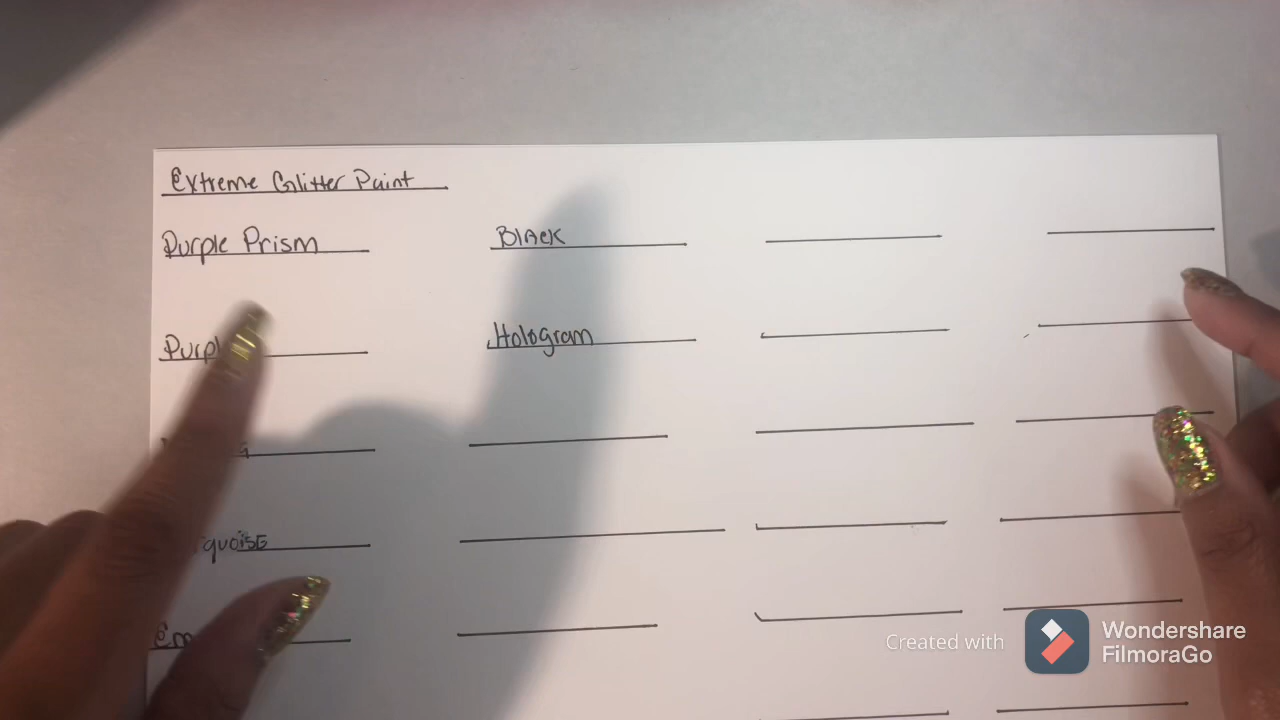 Extreme Glitter Paint
Purple Prism
Black
Hologram
Created with
Wondershare
FilmoraGo